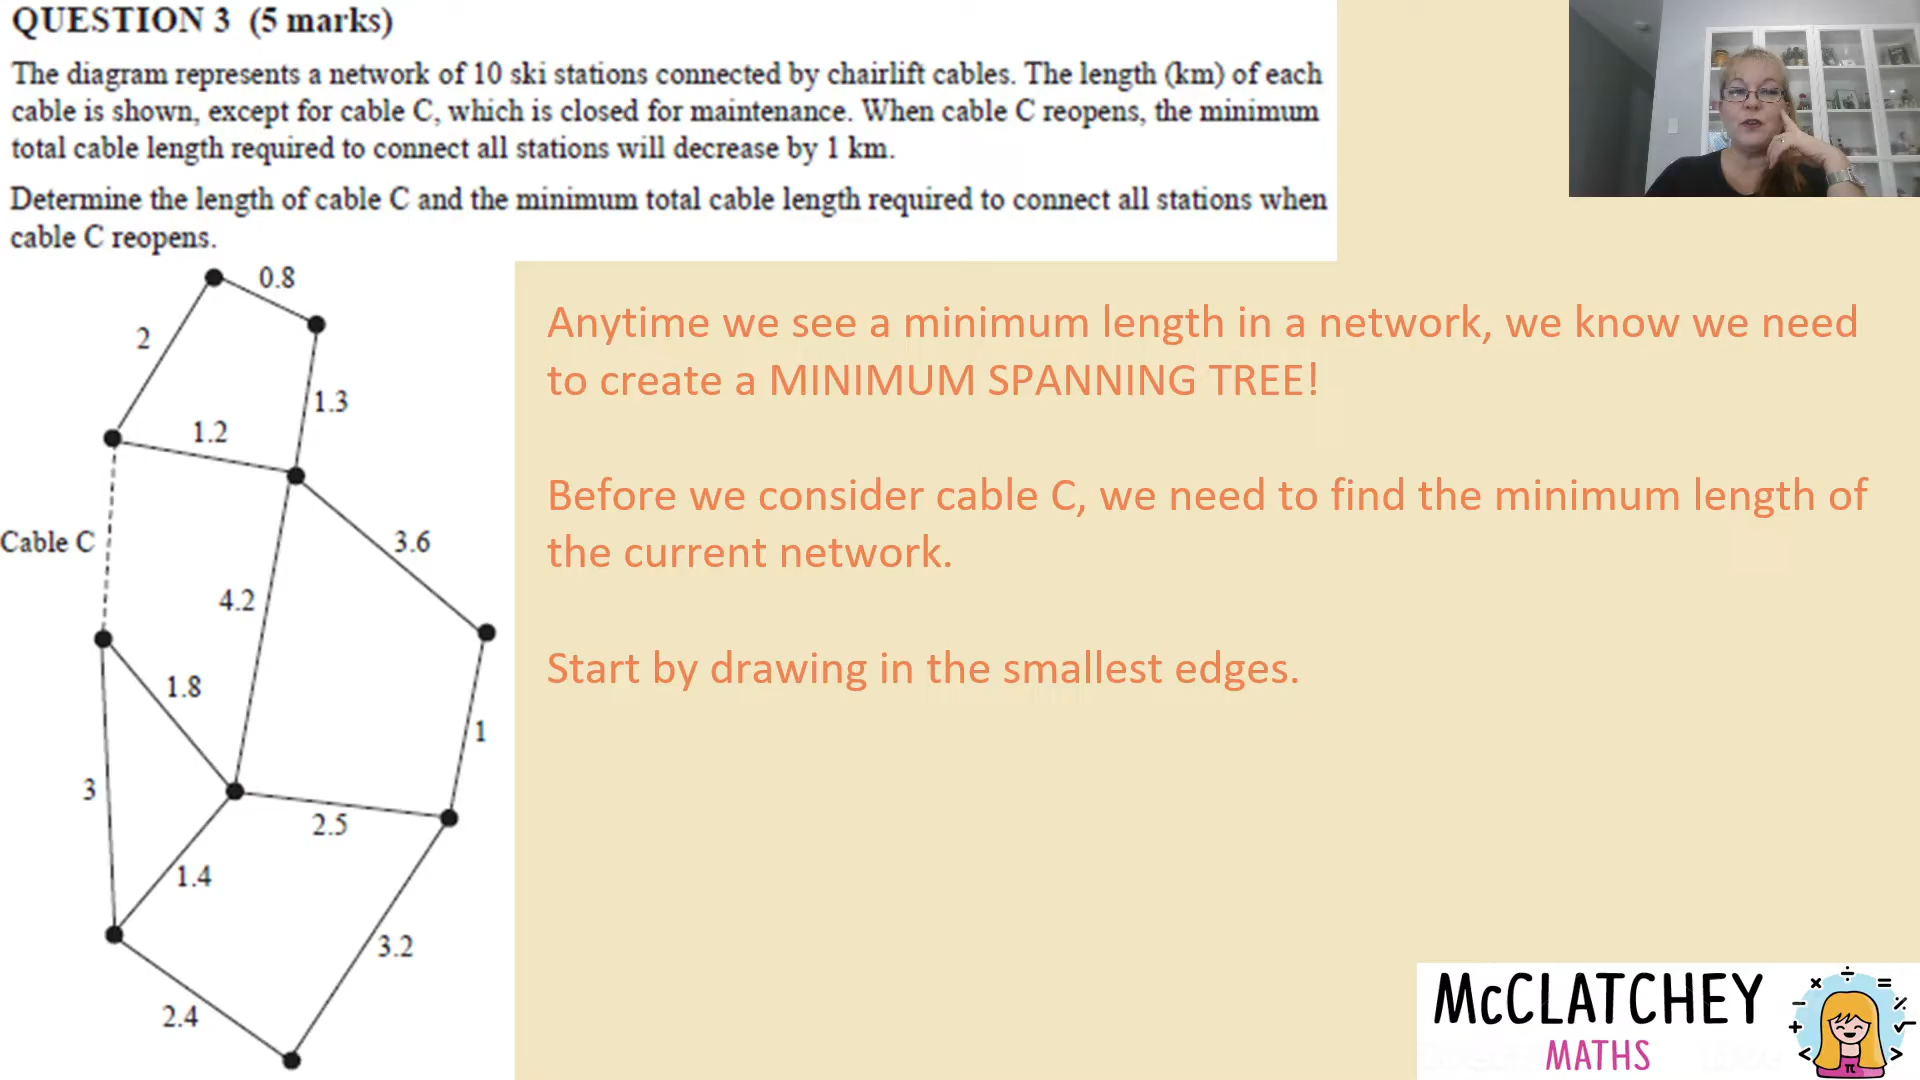 QUESTION 3 (5 marks)
The diagram represents a network of 10 ski stations connected by chairlift cables. The length (km) of each
cable is shown, except for cable C, which is closed for maintenance. When cable C reopens, the minimum
total cable length required to connect all stations will decrease by 1 km.
Determine the length of cable C and the minimum total cable length required to connect all stations when
cable C reopens.
0.8
2
1.3
1.2
Cable C
3.6
4.2
1.8
1
3
2.5
1.4
3.2
2.4
Anytime we see a minimum length in a network, we know we need
to create a MINIMUM SPANNING TREE!
Before we consider cable C, we need to find the minimum length of
the current network.
Start by drawing in the smallest edges.
McCLATCHEY
MATHS
× ÷ =
− %
+ √
< π >